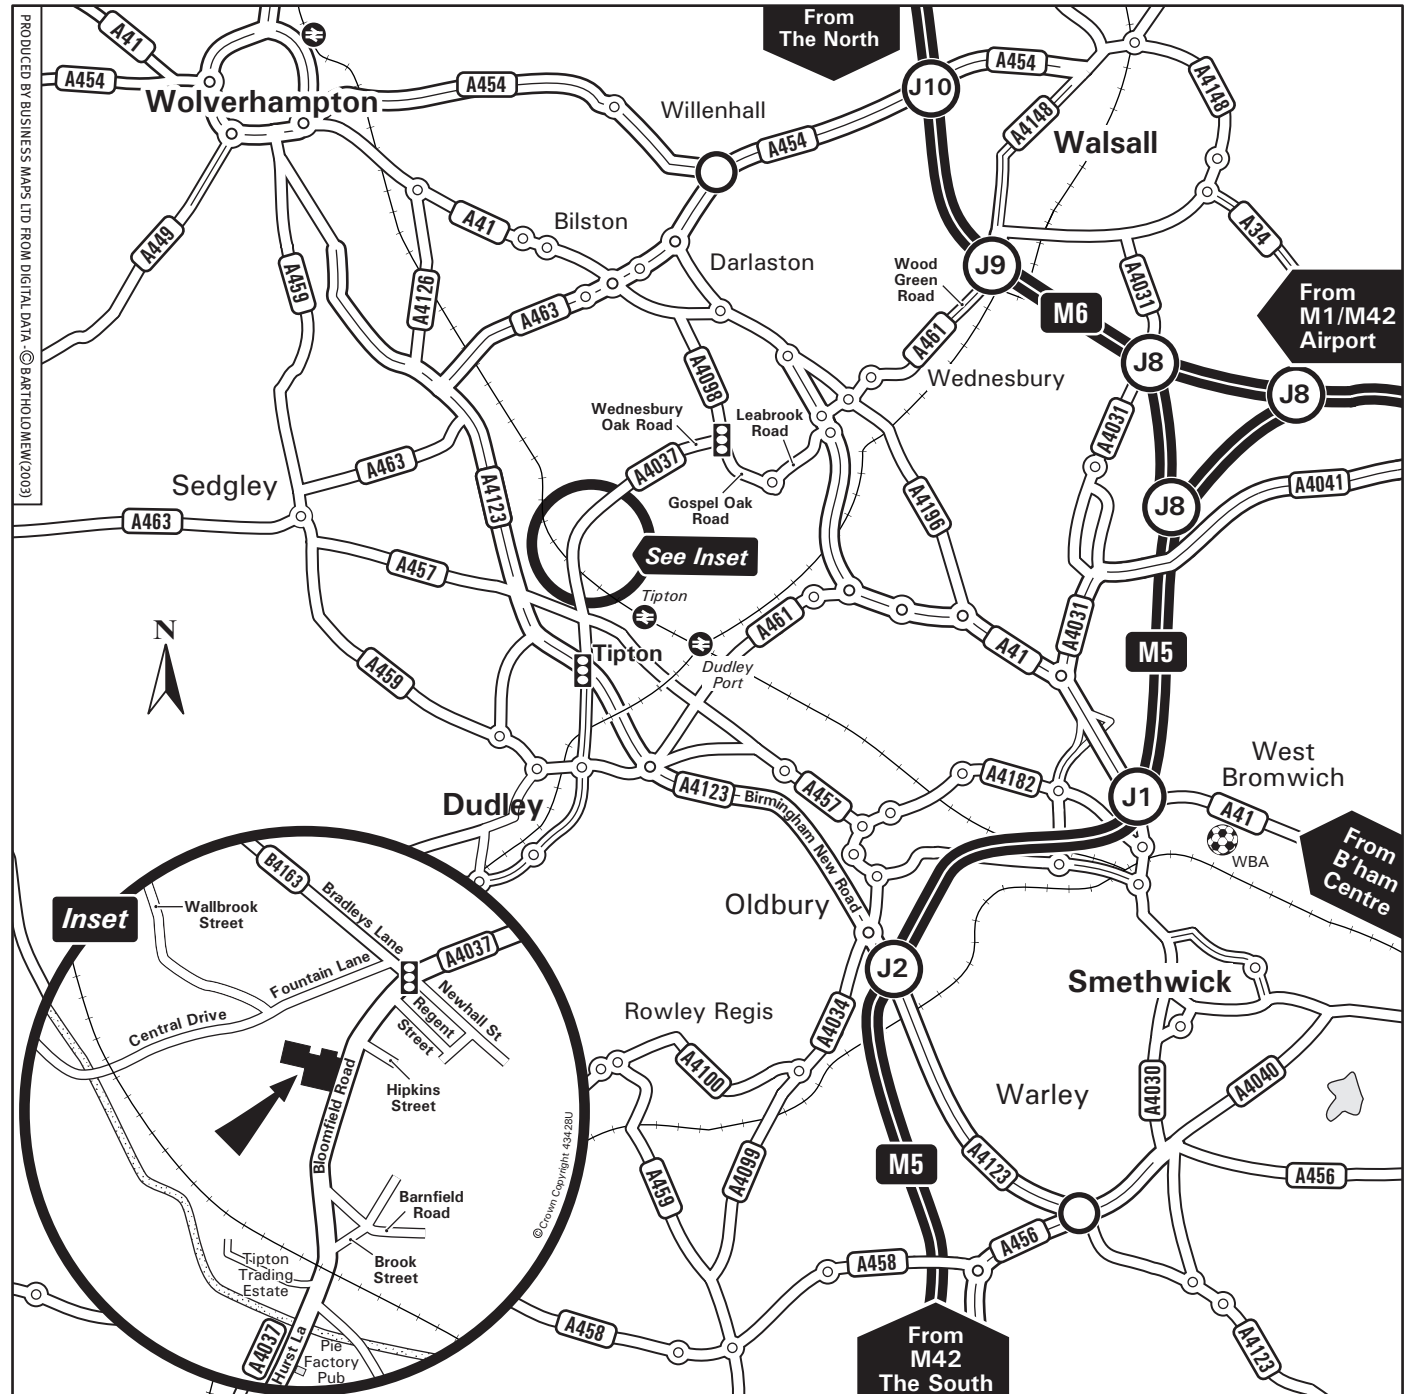 PRODUCED BY BUSINESS MAPS LTD FROM DIGITAL DATA - © BARTHOLOMEW(2003)
A41
A454
Wolverhampton
A454
Willenhall
From
The North
J10
A454
A454
A4148
A4148
Walsall
A449
A459
A4126
A41
Bilston
Darlaston
A463
Wood
Green
Road
J9
A34
A4031
M6
From
M1/M42
Airport
A461
J8
J8
Wednesbury
A4098
Wednesbury
Oak Road
Leabrook
Road
A4037
Gospel Oak
Road
A4031
A4041
J8
A4196
Sedgley
A463
A463
A4123
A457
See Inset
Tipton
N
Tipton
A461
Dudley
Port
A41
A4031
M5
A459
Dudley
A4123
Birmingham New Road
A457
A4182
J1
West
Bromwich
A41
WBA
From
B'ham
Centre
Oldbury
J2
Smethwick
Rowley Regis
A4034
A4100
Warley
A4030
A4040
A4099
A459
M5
A4123
A456
A456
A458
A458
A4123
From
M42
The South
Inset
B4163
Bradleys Lane
Wallbrook
Street
Fountain Lane
A4037
Central Drive
Newhall St
Regent
Street
Hipkins
Street
Bloomfield Road
Barnfield
Road
Brook
Street
Tipton
Trading
Estate
A4037
Hurst La
Pie
Factory
Pub
© Crown Copyright 43428U